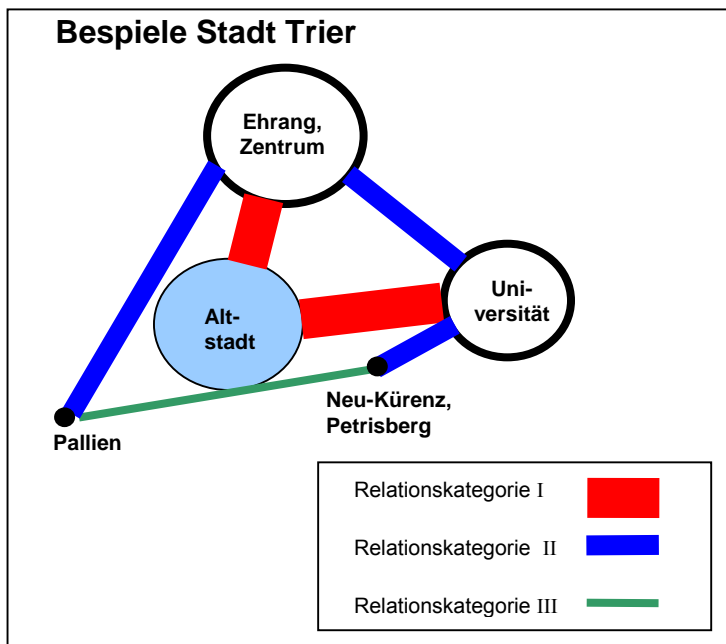 Bespiele Stadt Trier
Ehrang,
Zentrum
Uni-
versität
Alt-
stadt
Neu-Kürenz,
Petrisberg
Pallien
Relationskategorie I
Relationskategorie II
Relationskategorie III